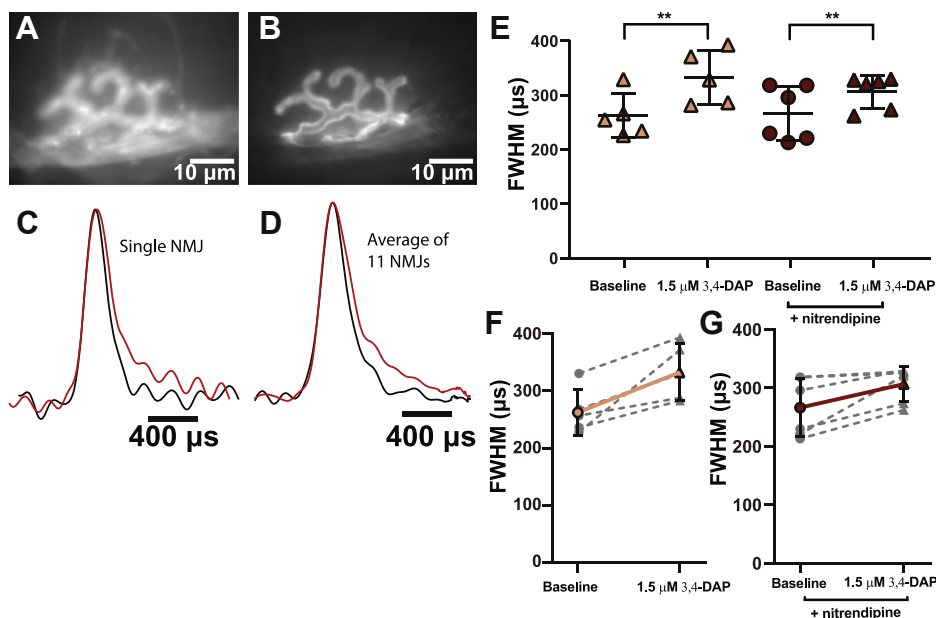 A
10 µm
B
10 µm
C
Single NMJ
400 µs
D
Average of
11 NMJs
400 µs
E
**
**
400
300
200
100
0
FWHM (µs)
Baseline
1.5 µM 3,4-DAP
Baseline
1.5 µM 3,4-DAP
+ nitrendipine
F
400
300
200
100
0
FWHM (µs)
Baseline
1.5 µM 3,4-DAP
G
400
300
200
100
0
FWHM (µs)
Baseline
1.5 µM 3,4-DAP
+ nitrendipine